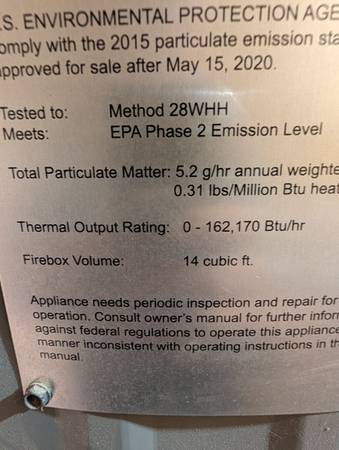 .S. ENVIRONMENTAL PROTECTION AGE
omply with the 2015 particulate emission sta
approved for sale after May 15, 2020.
Tested to: Method 28WHH
Meets: EPA Phase 2 Emission Level
Total Particulate Matter: 5.2 g/hr annual weighte
0.31 lbs/Million Btu heat
Thermal Output Rating: 0 - 162,170 Btu/hr
Firebox Volume: 14 cubic ft.
Appliance needs periodic inspection and repair for
operation. Consult owner's manual for further infor
against federal regulations to operate this appliance
manner inconsistent with operating instructions in th
manual.